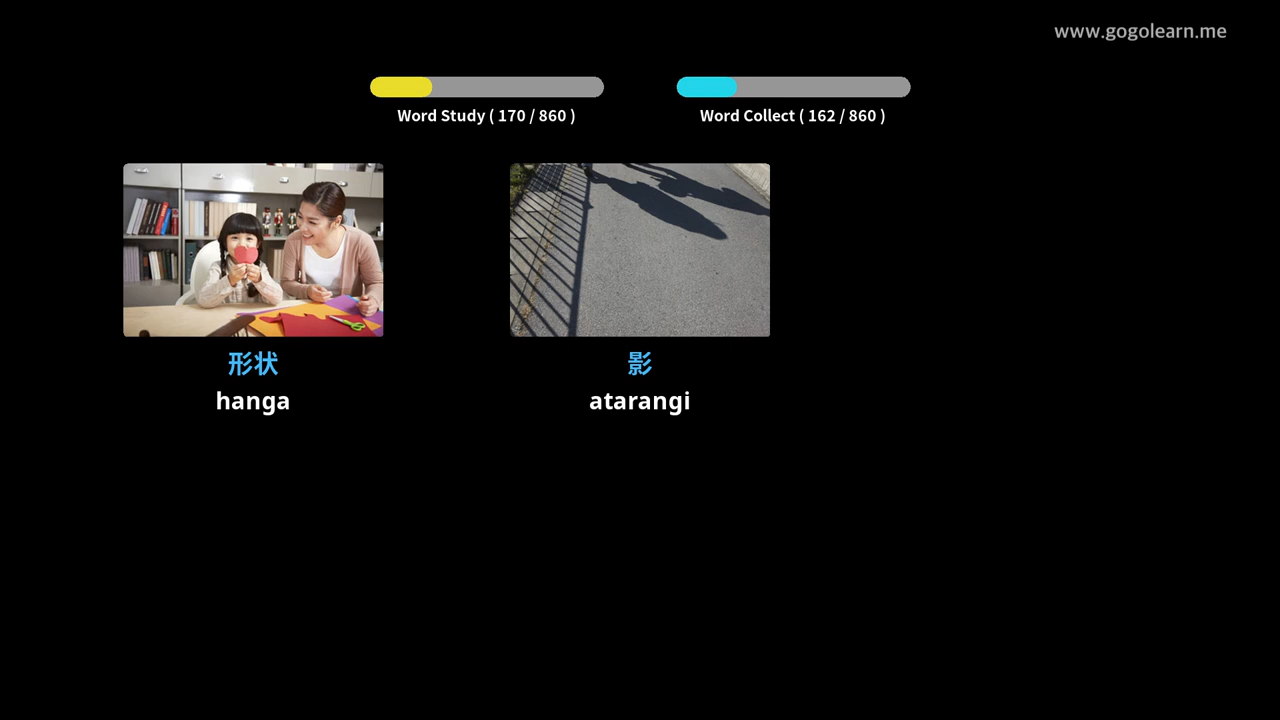 www.gogolearn.me
Word Study ( 170 / 860 )
Word Collect ( 162 / 860 )
形状
hanga
影
atarangi